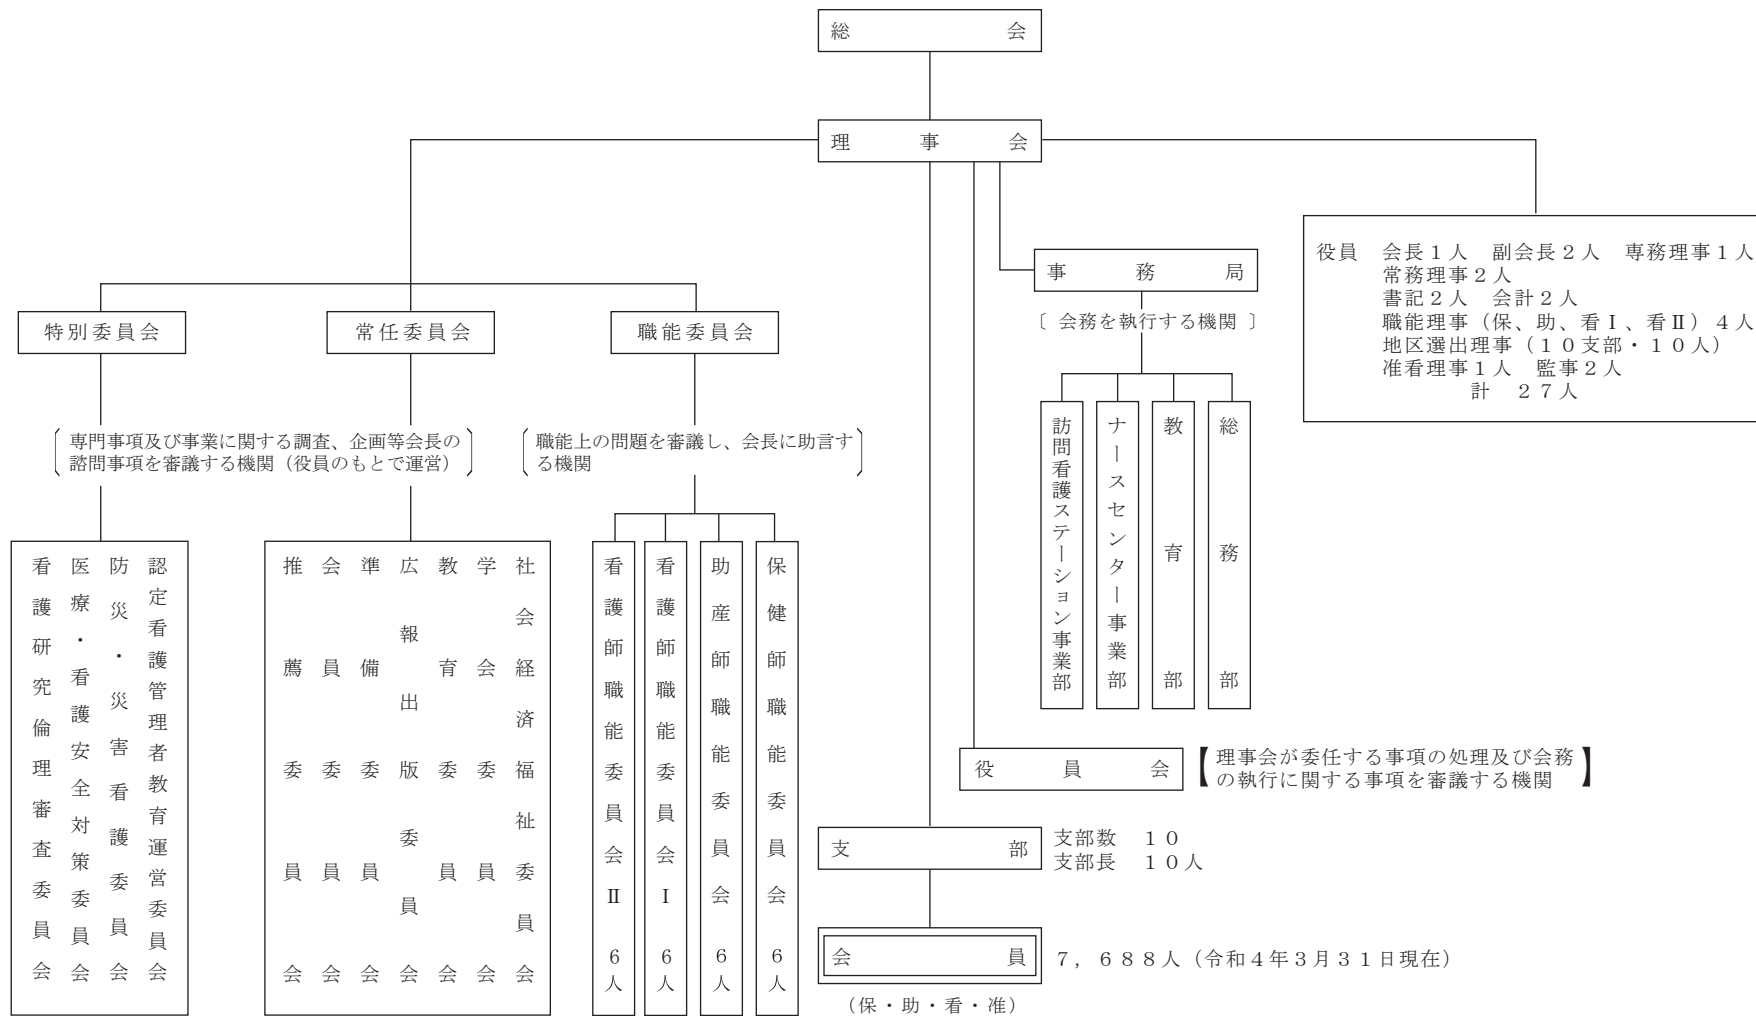 総会
理事会
役員 会長1人 副会長2人 専務理事1人
常務理事2人
書記2人 会計2人
職能理事（保、助、看Ⅰ、看Ⅱ）4人
地区選出理事（10支部・10人）
准看理事1人 監事2人
計 27人
事務局
〔 会務を執行する機関 〕
総務部
教育部
ナースセンター事業部
訪問看護ステーション事業部
特別委員会
常任委員会
職能委員会
専門事項及び事業に関する調査、企画等会長の
諮問事項を審議する機関（役員のもとで運営）
職能上の問題を審議し、会長に助言す
る機関
認定看護管理者教育運営委員会
防災・災害看護委員会
医療・看護安全対策委員会
看護研究倫理審査委員会
社会経済福祉委員会
学会委員会
教育委員会
広報出版委員会
準備委員会
会員委員会
推薦委員会
保健師職能委員会 6人
助産師職能委員会 6人
看護師職能委員会Ⅰ 6人
看護師職能委員会Ⅱ 6人
役員会
【理事会が委任する事項の処理及び会務
の執行に関する事項を審議する機関】
支部
支部数 10
支部長 10人
会員
7，688人（令和4年3月31日現在）
（保・助・看・准）